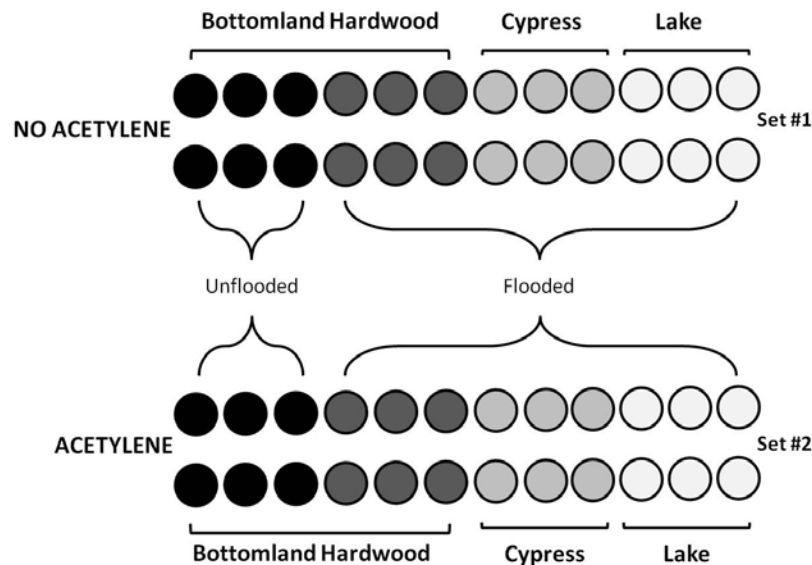 Bottomland Hardwood Cypress Lake
NO ACETYLENE Set #1
Unflooded Flooded
ACETYLENE Set #2
Bottomland Hardwood Cypress Lake